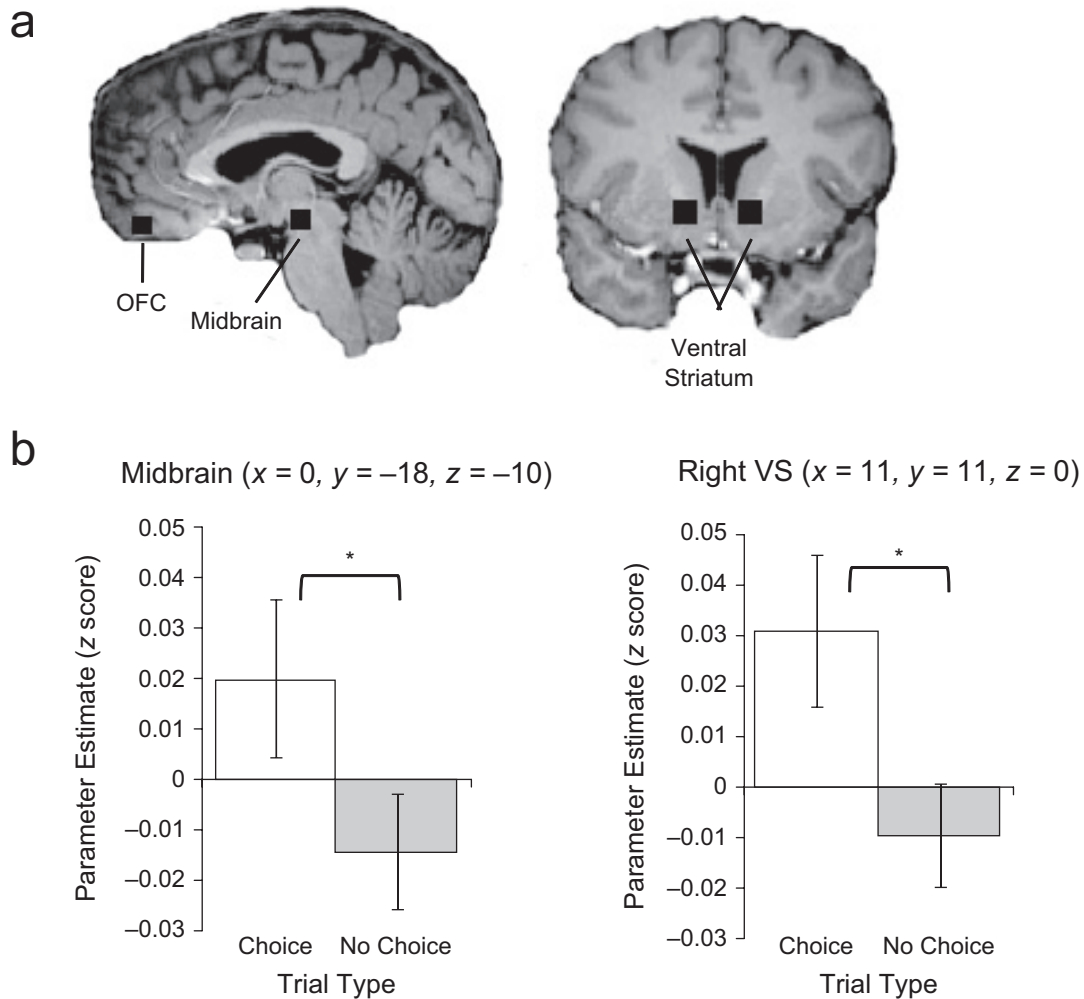 a
OFC
Midbrain
Ventral
Striatum
b
Midbrain (x = 0, y = –18, z = –10)
Parameter Estimate (z score)
0.05
0.04
0.03
0.02
0.01
0
–0.01
–0.02
–0.03
*
Choice
No Choice
Trial Type
Right VS (x = 11, y = 11, z = 0)
Parameter Estimate (z score)
0.05
0.04
0.03
0.02
0.01
0
–0.01
–0.02
–0.03
*
Choice
No Choice
Trial Type